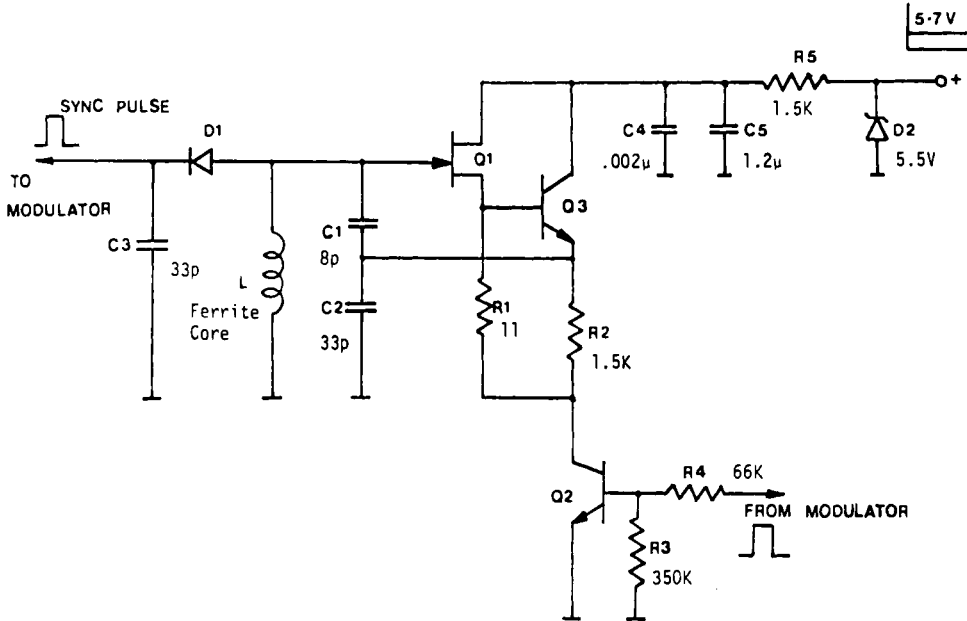 5.7V
R5
1.5K
+
SYNC PULSE
D1
Q1
C4
.002μ
C5
1.2μ
D2
5.5V
TO
MODULATOR
Q3
C3
33p
L
Ferrite
Core
C1
8p
C2
33p
R1
11
R2
1.5K
Q2
R4
66K
FROM MODULATOR
R3
350K